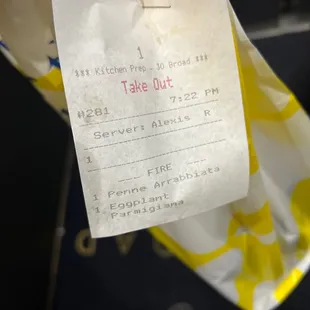 1
### Kitchen Prep - 50 Broad ###
Take Out
#281 7:22 PM
Server: Alexis R
1
--- FIRE ---
1 Penne Arrabbiata
1 Eggplant
Parmigiana